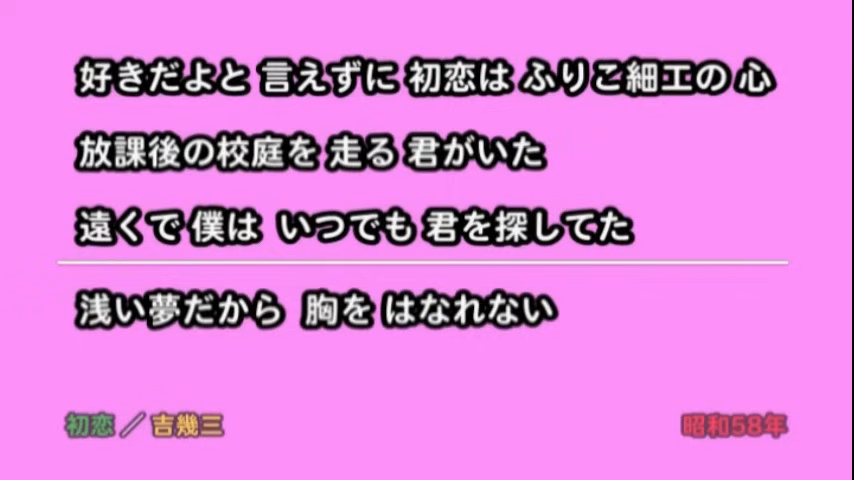 好きだよと 言えずに 初恋は ふりこ細工の 心
放課後の校庭を 走る 君がいた
遠くで 僕は いつでも 君を探してた
浅い夢だから 胸を はなれない
初恋 ／ 吉幾三
昭和58年